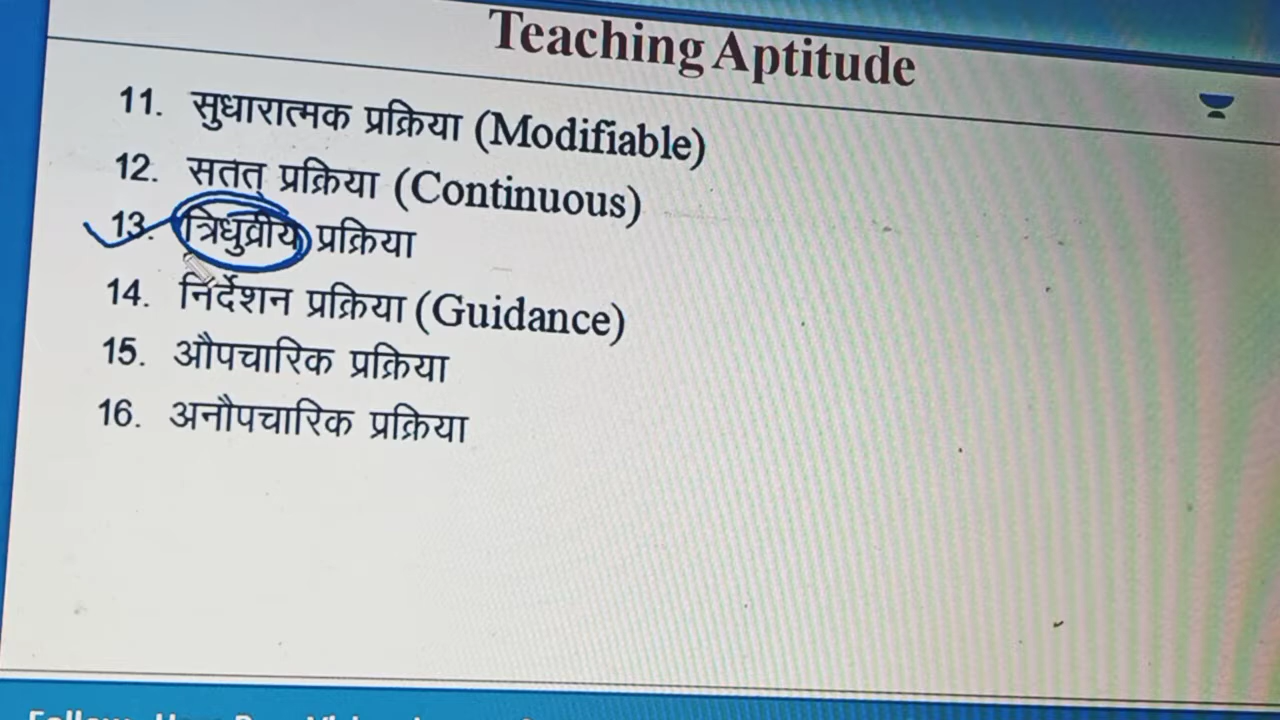 Teaching Aptitude
11. सुधारात्मक प्रक्रिया (Modifiable)
12. सतत् प्रक्रिया (Continuous)
13. त्रिध्रुवीय प्रक्रिया
14. निर्देशन प्रक्रिया (Guidance)
15. औपचारिक प्रक्रिया
16. अनौपचारिक प्रक्रिया